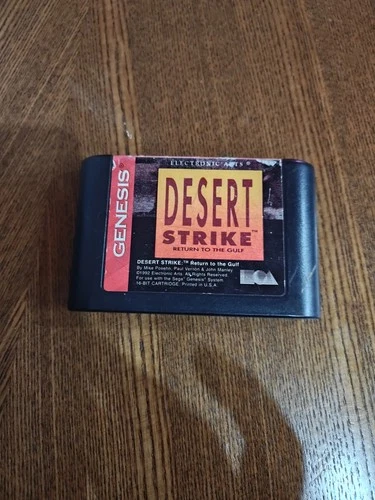 ELECTRONIC ARTS®
GENESIS
DESERT
STRIKE™
RETURN TO THE GULF
DESERT STRIKE:™ Return to the Gulf
By Mike Posehn, Paul Vernon & John Manley
©1992 Electronic Arts. All Rights Reserved.
For use with the Sega™ Genesis™ System
16-BIT CARTRIDGE. Printed in U.S.A.